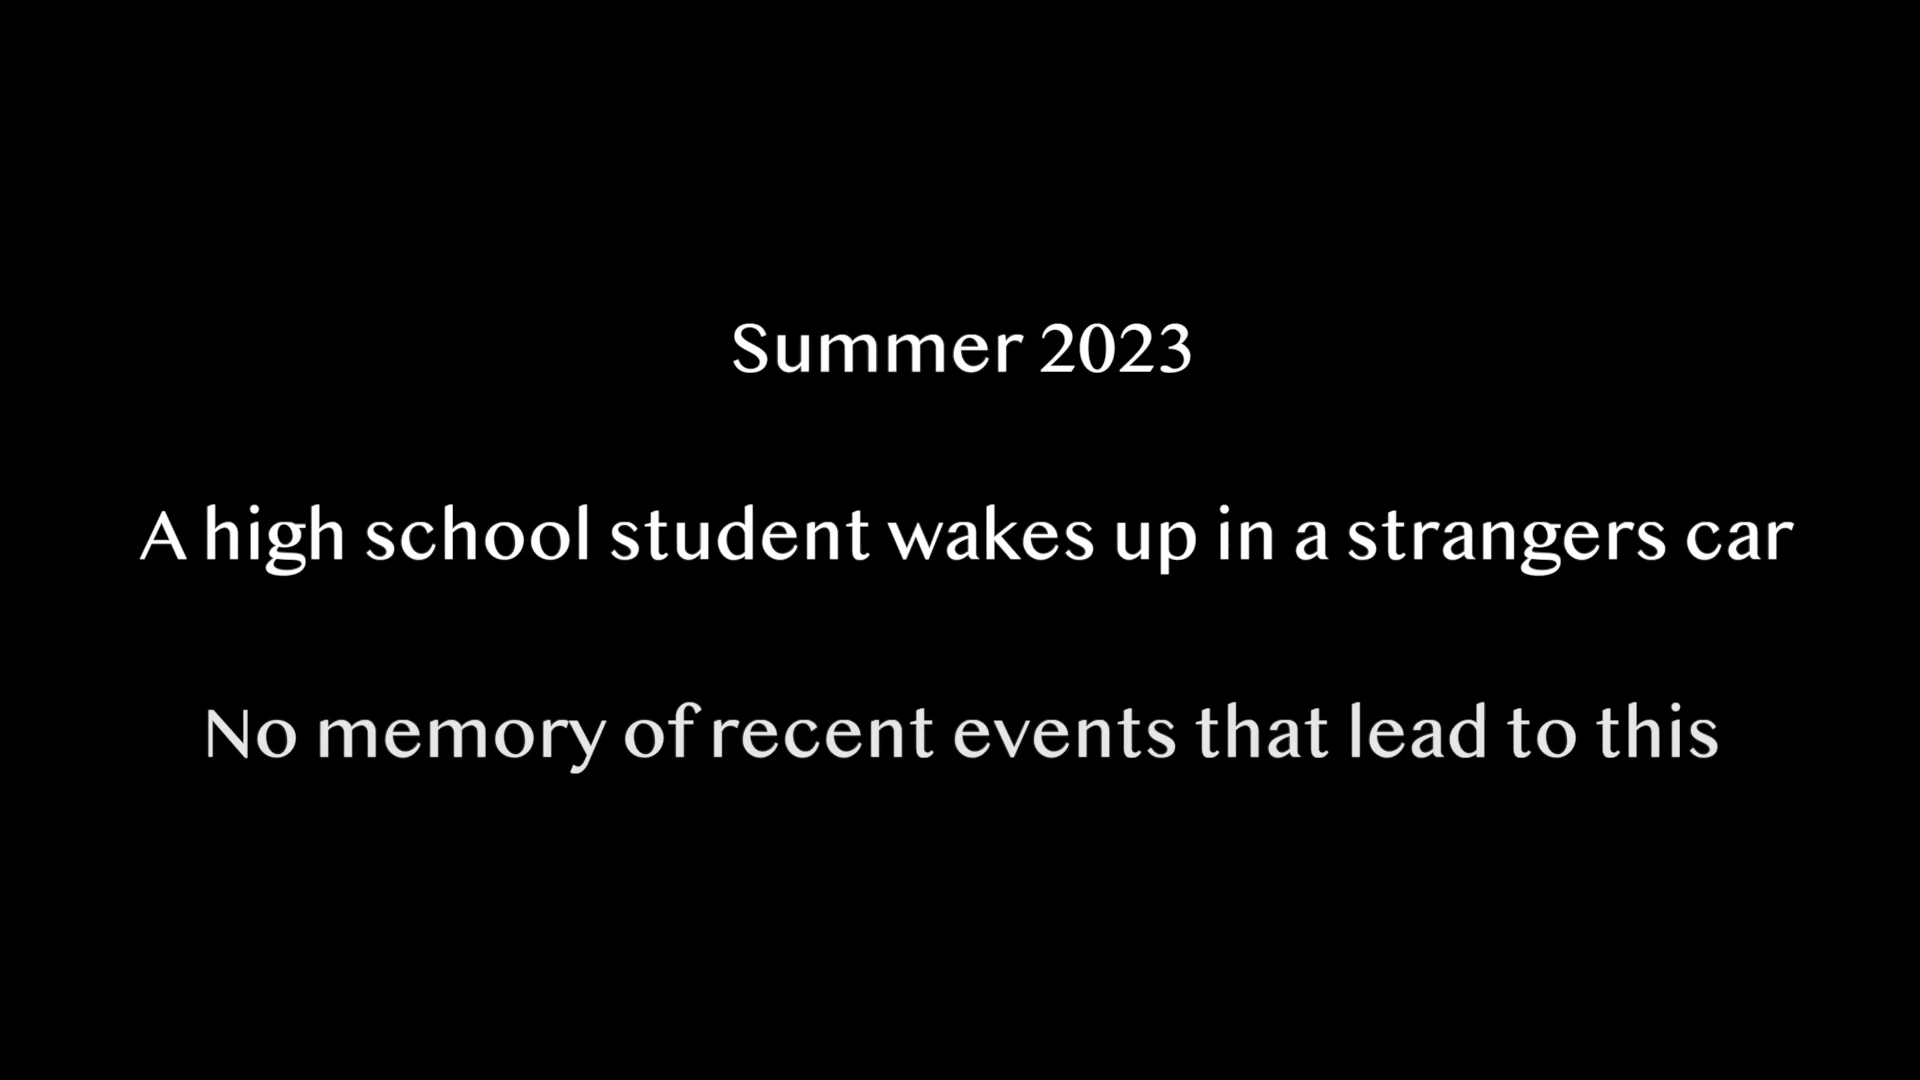 Summer 2023
A high school student wakes up in a strangers car
No memory of recent events that lead to this